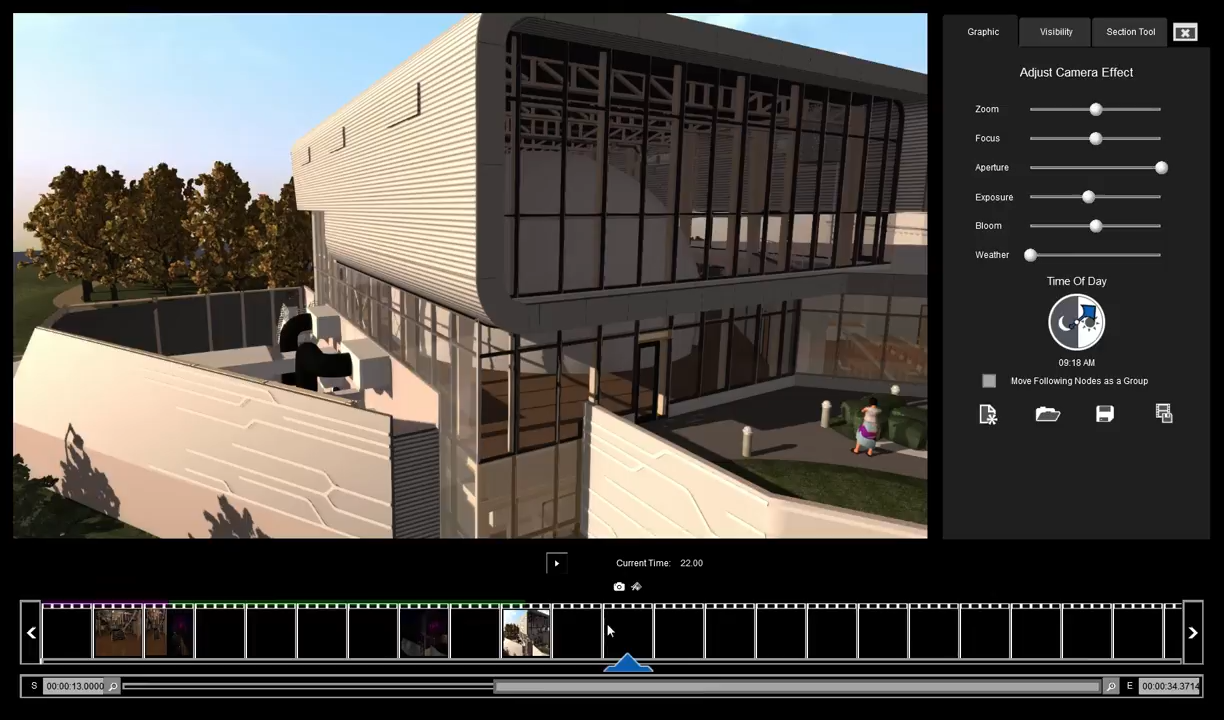 Graphic Visibility Section Tool
Adjust Camera Effect
Zoom
Focus
Aperture
Exposure
Bloom
Weather
Time Of Day
09:18 AM
Move Following Nodes as a Group
Current Time: 22.00
S 00:00:13.0000 E 00:00:34.3714